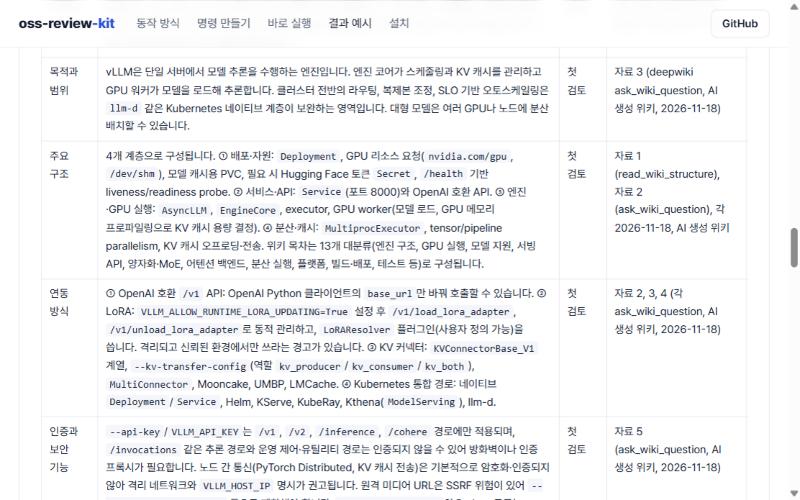 oss-review-kit 동작 방식 명령 만들기 바로 실행 결과 예시 설치 GitHub
목적과
범위
vLLM은 단일 서버에서 모델 추론을 수행하는 엔진입니다. 엔진 코어가 스케줄링과 KV 캐시를 관리하고
GPU 워커가 모델을 로드해 추론합니다. 클러스터 전반의 라우팅, 복제본 조정, SLO 기반 오토스케일링은
llm-d 같은 Kubernetes 네이티브 계층이 보완하는 영역입니다. 대형 모델은 여러 GPU나 노드에 분산
배치할 수 있습니다.
첫
검토
자료 3 (deepwiki
ask_wiki_question, AI
생성 위키, 2026-11-18)
주요
구조
4개 계층으로 구성됩니다. ① 배포·자원: Deployment, GPU 리소스 요청( nvidia.com/gpu ,
/dev/shm ), 모델 캐시용 PVC, 필요 시 Hugging Face 토큰 Secret , /health 기반
liveness/readiness probe. ② 서비스·API: Service (포트 8000)와 OpenAI 호환 API. ③ 엔진
·GPU 실행: AsyncLLM , EngineCore , executor, GPU worker(모델 로드, GPU 메모리
프로파일링으로 KV 캐시 용량 결정). ④ 분산·캐시: MultiprocExecutor , tensor/pipeline
parallelism, KV 캐시 오프로딩·전송. 위키 목차는 13개 대분류(엔진 구조, GPU 실행, 모델 지원, 서빙
API, 양자화·MoE, 어텐션 백엔드, 분산 실행, 플랫폼, 빌드·배포, 테스트 등)로 구성됩니다.
첫
검토
자료 1
(read_wiki_structure),
자료 2
(ask_wiki_question), 각
2026-11-18, AI 생성 위키
연동
방식
① OpenAI 호환 /v1 API: OpenAI Python 클라이언트의 base_url 만 바꿔 호출할 수 있습니다. ②
LoRA: VLLM_ALLOW_RUNTIME_LORA_UPDATING=True 설정 후 /v1/load_lora_adapter ,
/v1/unload_lora_adapter 로 동적 관리하고, LoRAResolver 플러그인(사용자 정의 가능)을
씁니다. 격리되고 신뢰된 환경에서만 쓰라는 경고가 있습니다. ③ KV 커넥터: KVConnectorBase_V1
계열, --kv-transfer-config (역할 kv_producer / kv_consumer / kv_both ),
MultiConnector , Mooncake, UMBP, LMCache. ④ Kubernetes 통합 경로: 네이티브
Deployment / Service , Helm, KServe, KubeRay, Kthena( ModelServing ), llm-d.
첫
검토
자료 2, 3, 4 (각
ask_wiki_question, AI
생성 위키, 2026-11-18)
인증과
보안
기능
--api-key / VLLM_API_KEY 는 /v1 , /v2 , /inference , /cohere 경로에만 적용되며,
/invocations 같은 추론 경로와 운영 제어·유틸리티 경로는 인증되지 않을 수 있어 방화벽이나 인증
프록시가 필요합니다. 노드 간 통신(PyTorch Distributed, KV 캐시 전송)은 기본적으로 암호화·인증되지
않아 격리 네트워크와 VLLM_HOST_IP 명시가 권고됩니다. 원격 미디어 URL은 SSRF 위험이 있어 --
첫
검토
자료 5
(ask_wiki_question, AI
생성 위키, 2026-11-18)